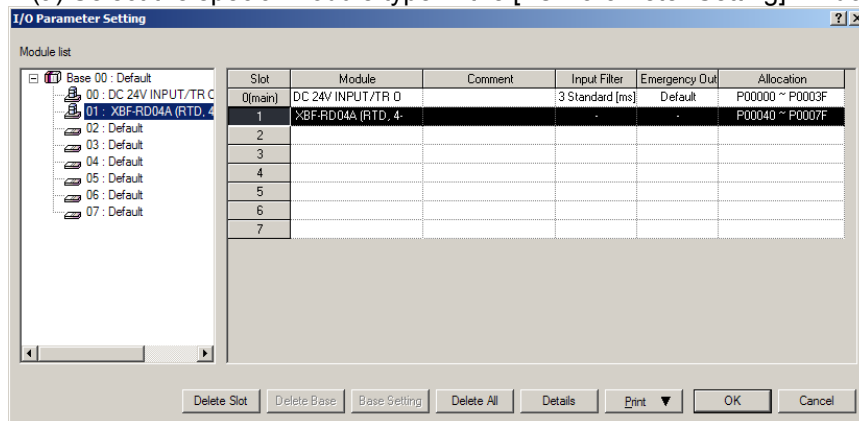 I/O Parameter Setting
Module list
Base 00 : Default
00 : DC 24V INPUT/TR O
01 : XBF-RD04A (RTD, 4
02 : Default
03 : Default
04 : Default
05 : Default
06 : Default
07 : Default
Slot Module Comment Input Filter Emergency Out Allocation
0(main) DC 24V INPUT/TR O 3 Standard [ms] Default P00000 ~ P0003F
1 XBF-RD04A (RTD, 4- - - P00040 ~ P0007F
2
3
4
5
6
7
Delete Slot Delete Base Base Setting Delete All Details Print ▼ OK Cancel